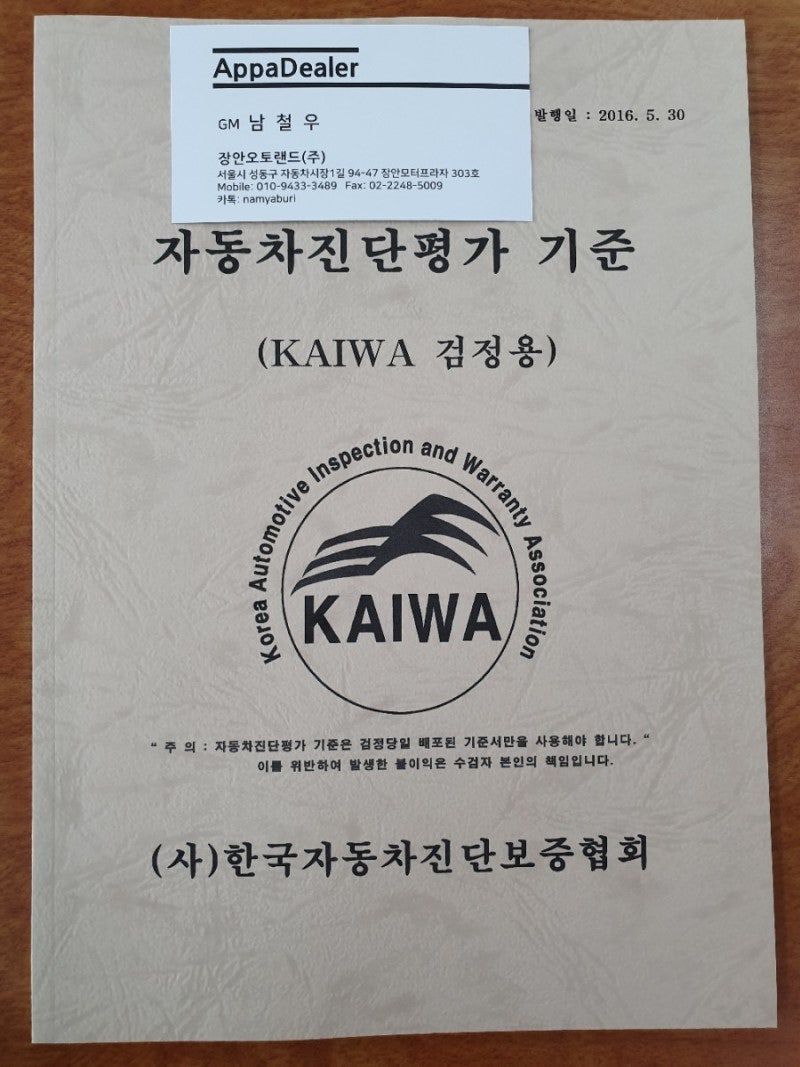 AppaDealer
GM 남 철 우
장안오토랜드(주)
서울시 성동구 자동차시장1길 94-47 장안모터프라자 303호
Mobile: 010-9433-3489 Fax: 02-2248-5009
카톡: namyaburi
발행일 : 2016. 5. 30
자동차진단평가 기준
(KAIWA 검정용)
Korea Automotive Inspection and Warranty Association
KAIWA
“ 주 의 : 자동차진단평가 기준은 검정당일 배포된 기준서만을 사용해야 합니다. “
이를 위반하여 발생한 불이익은 수검자 본인의 책임입니다.
(사)한국자동차진단보증협회